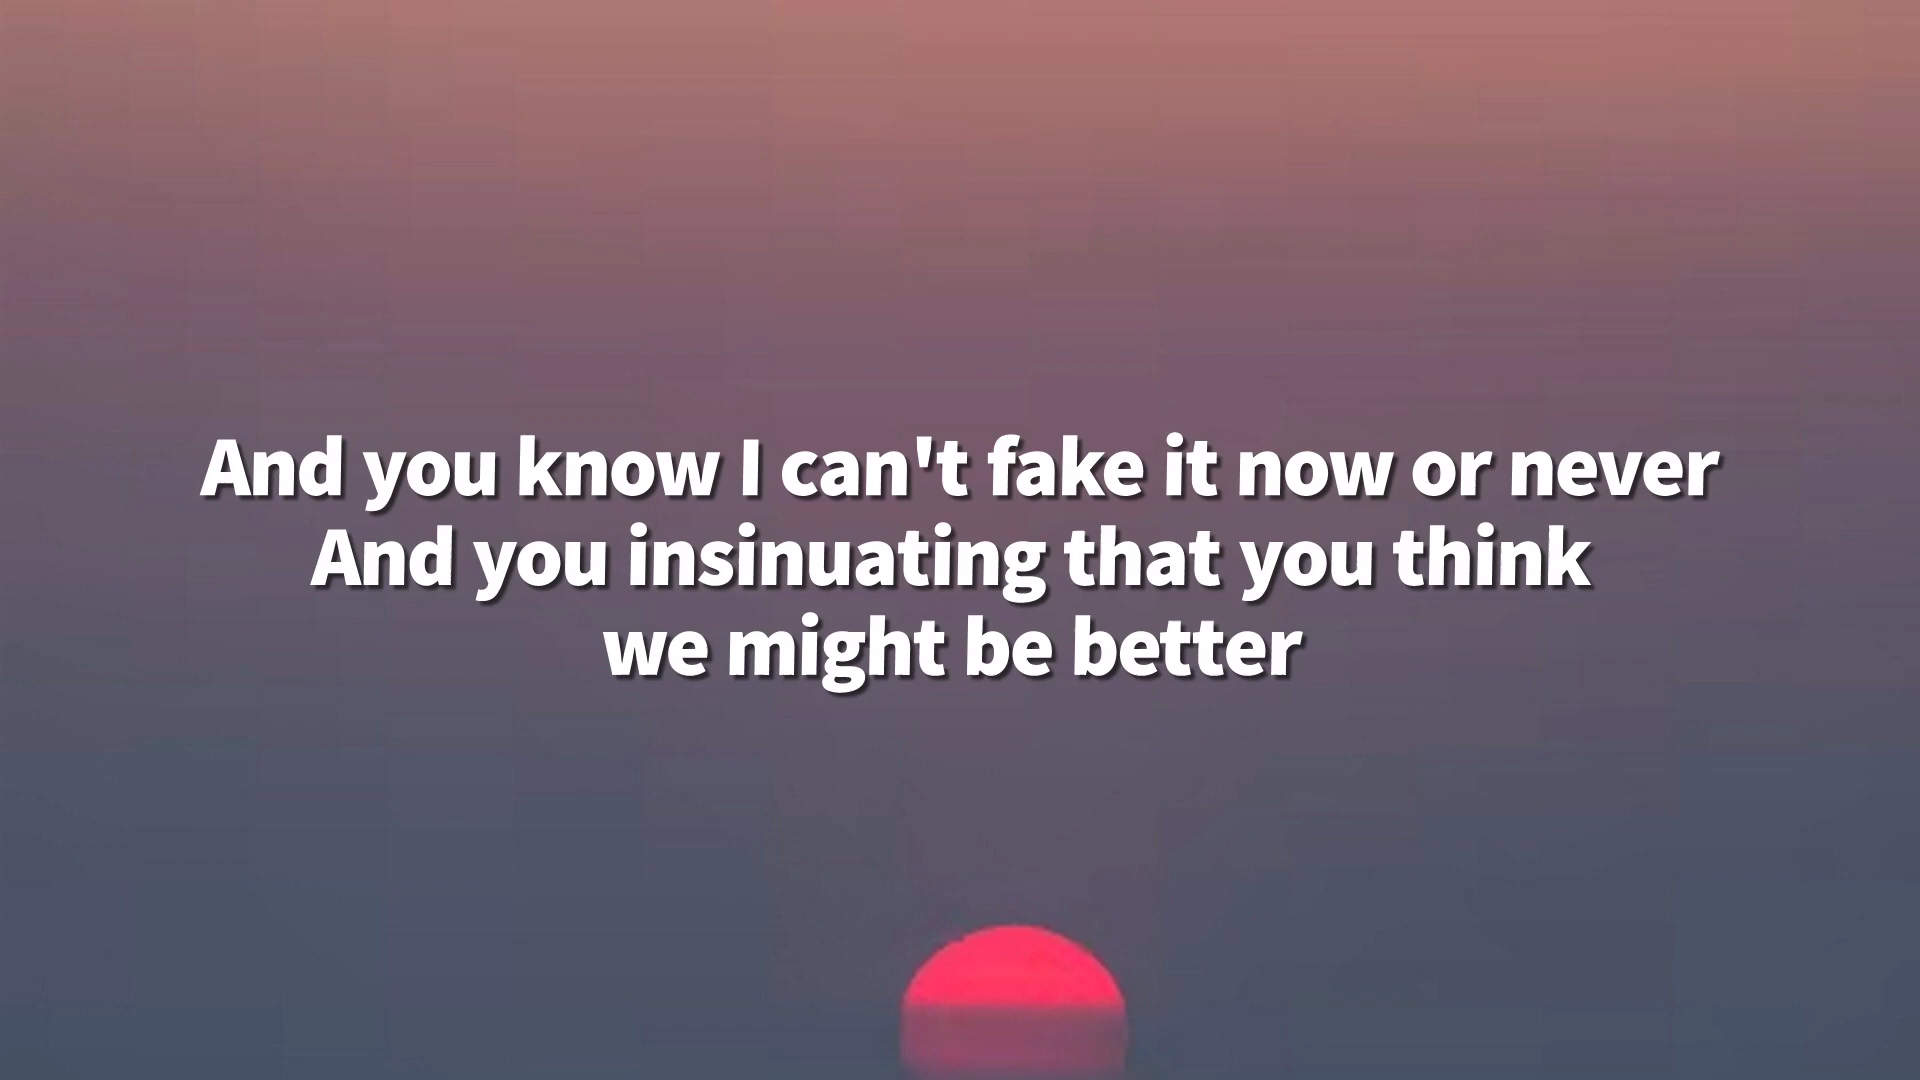 And you know I can't fake it now or never
And you insinuating that you think
we might be better